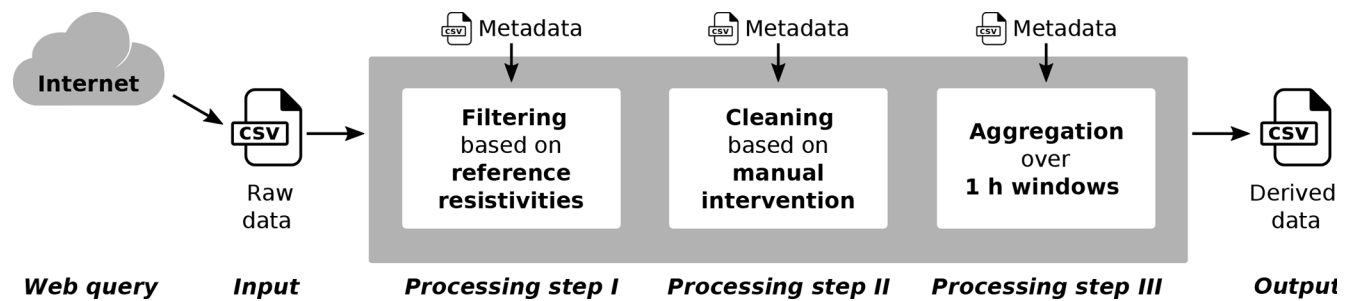 CSV Metadata
CSV Metadata
CSV Metadata
Internet
CSV
Raw
data
Filtering
based on
reference
resistivities
Cleaning
based on
manual
intervention
Aggregation
over
1 h windows
CSV
Derived
data
Web query
Input
Processing step I
Processing step II
Processing step III
Output